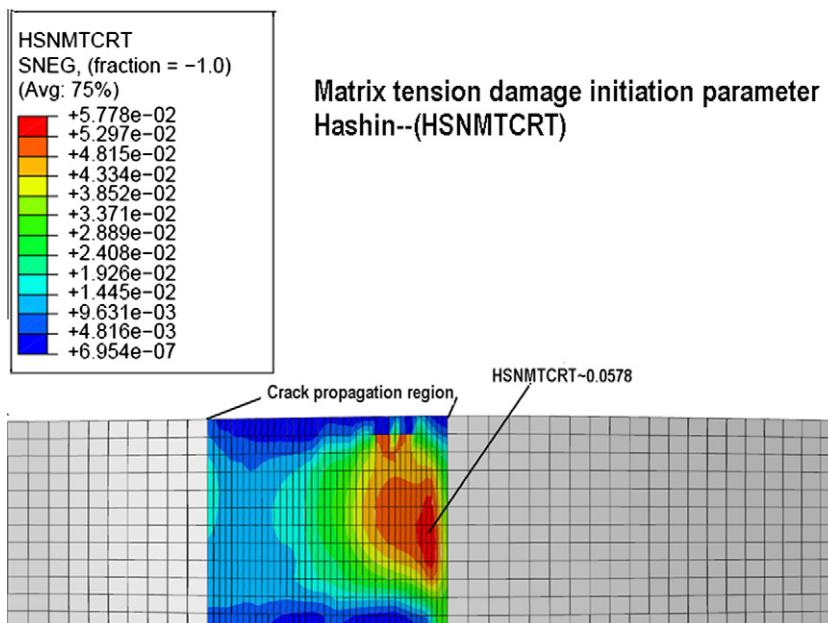 HSNMTCRT
SNEG, (fraction = −1.0)
(Avg: 75%)
+5.778e−02
+5.297e−02
+4.815e−02
+4.334e−02
+3.852e−02
+3.371e−02
+2.889e−02
+2.408e−02
+1.926e−02
+1.445e−02
+9.631e−03
+4.816e−03
+6.954e−07
Matrix tension damage initiation parameter
Hashin--(HSNMTCRT)
HSNMTCRT~0.0578
Crack propagation region